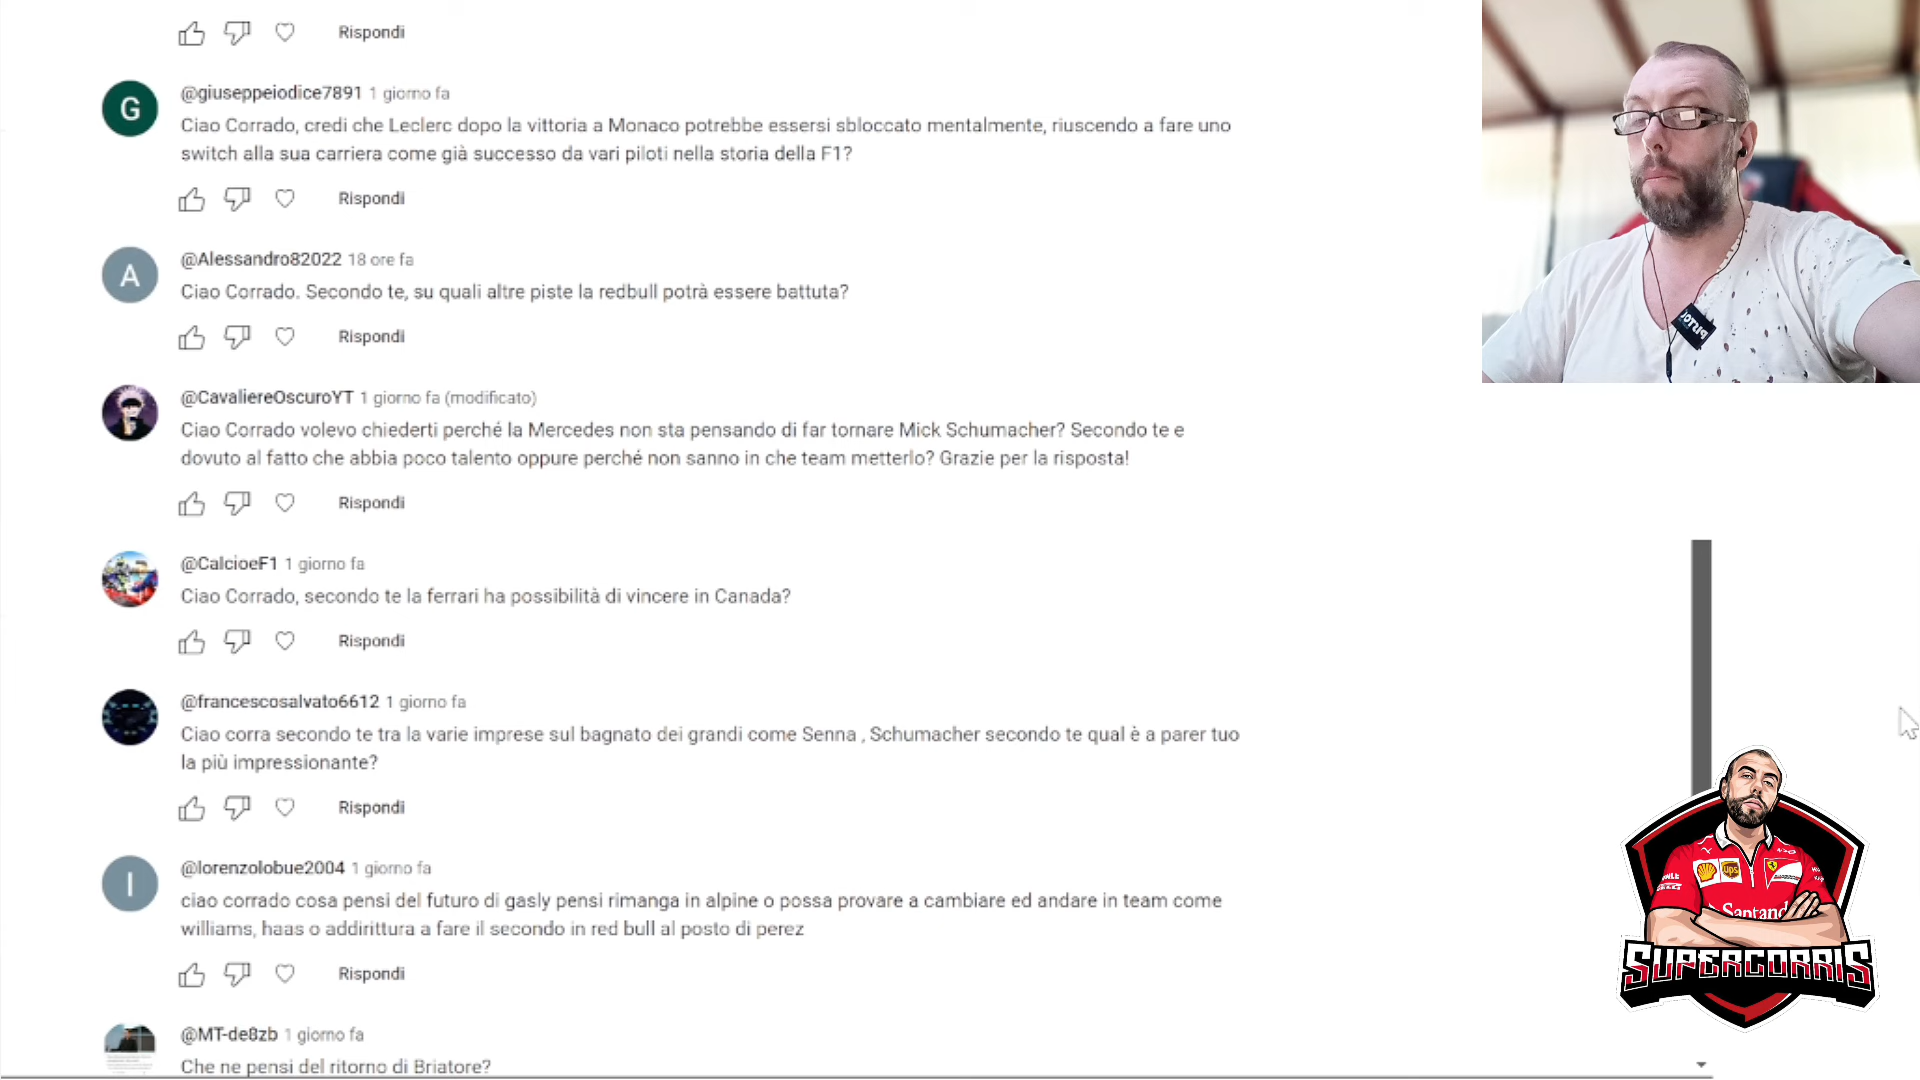 Rispondi
G
@giuseppeiodice7891 1 giorno fa
Ciao Corrado, credi che Leclerc dopo la vittoria a Monaco potrebbe essersi sbloccato mentalmente, riuscendo a fare uno
switch alla sua carriera come già successo da vari piloti nella storia della F1?
Rispondi
A
@Alessandro82022 18 ore fa
Ciao Corrado. Secondo te, su quali altre piste la redbull potrà essere battuta?
Rispondi
@CavaliereOscuroYT 1 giorno fa (modificato)
Ciao Corrado volevo chiederti perché la Mercedes non sta pensando di far tornare Mick Schumacher? Secondo te e
dovuto al fatto che abbia poco talento oppure perché non sanno in che team metterlo? Grazie per la risposta!
Rispondi
@CalcioeF1 1 giorno fa
Ciao Corrado, secondo te la ferrari ha possibilità di vincere in Canada?
Rispondi
@francescosalvato6612 1 giorno fa
Ciao corra secondo te tra la varie imprese sul bagnato dei grandi come Senna , Schumacher secondo te qual è a parer tuo
la più impressionante?
Rispondi
l
@lorenzolobue2004 1 giorno fa
ciao corrado cosa pensi del futuro di gasly pensi rimanga in alpine o possa provare a cambiare ed andare in team come
williams, haas o addirittura a fare il secondo in red bull al posto di perez
Rispondi
@MT-de8zb 1 giorno fa
Che ne pensi del ritorno di Briatore?
ups
Santand
SUPERCORRIS